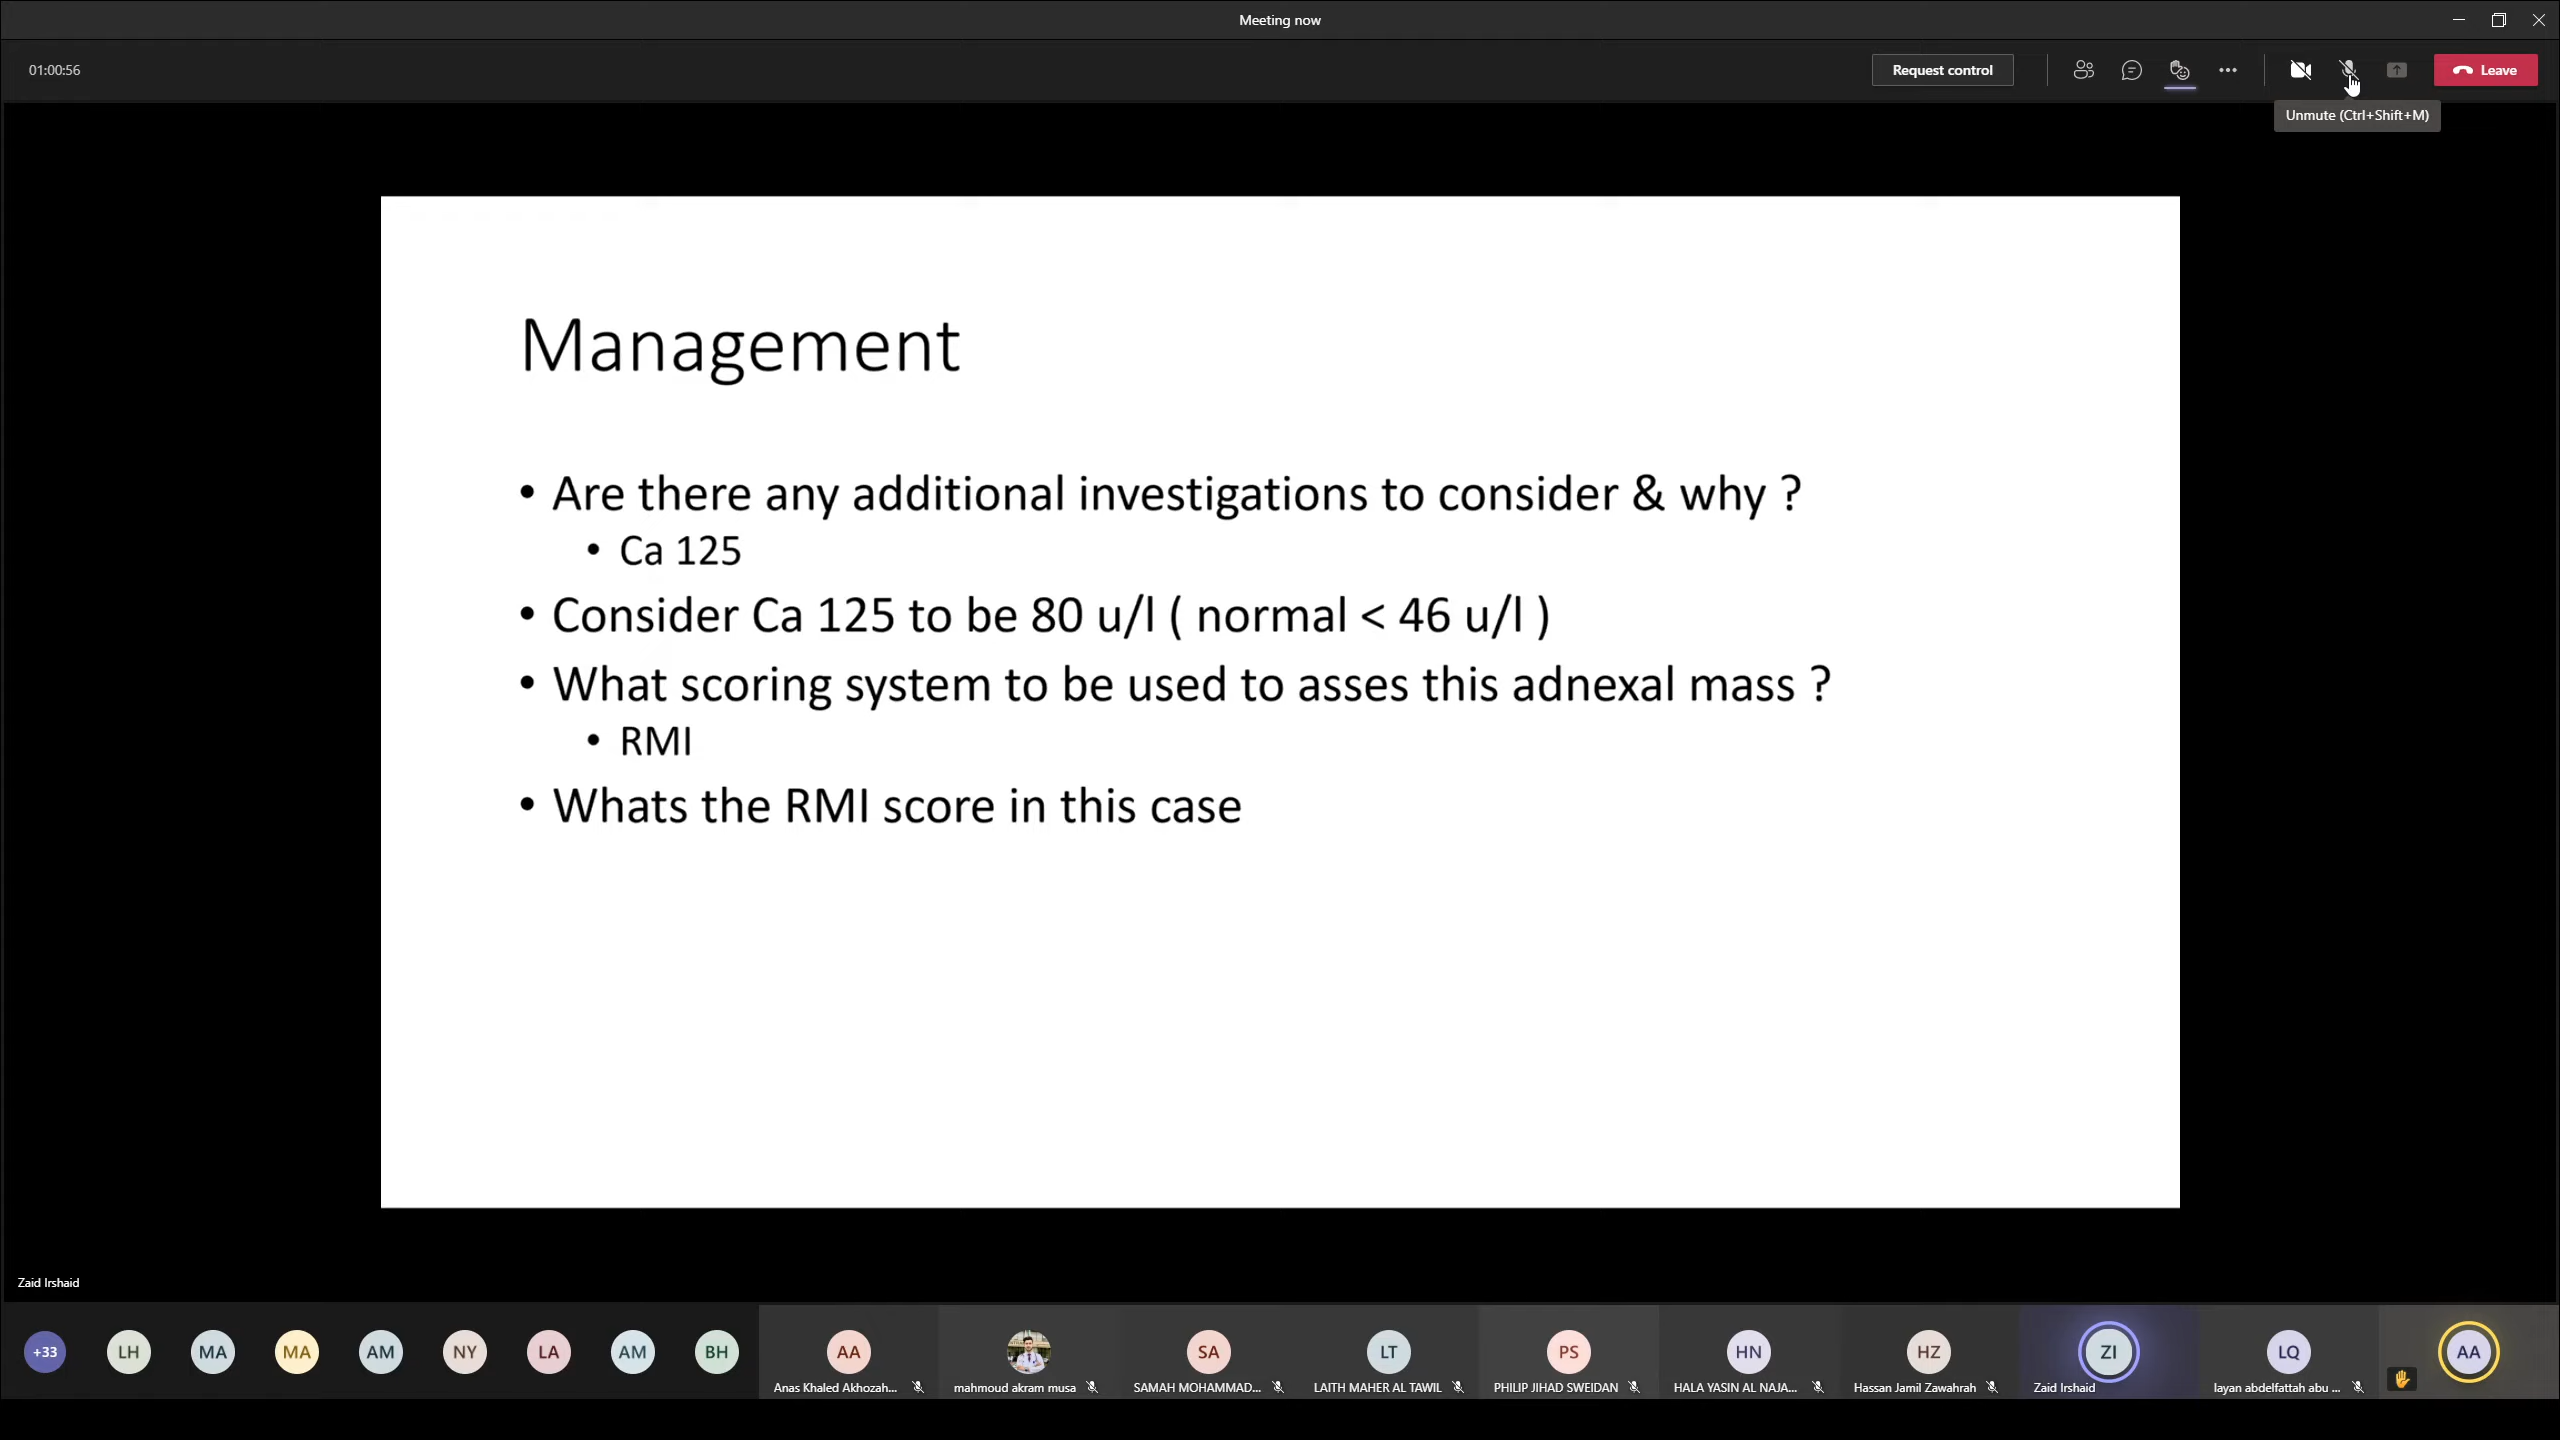 Meeting now
01:00:56
Request control
Leave
Unmute (Ctrl+Shift+M)
Management
• Are there any additional investigations to consider & why ?
• Ca 125
• Consider Ca 125 to be 80 u/l ( normal < 46 u/l )
• What scoring system to be used to asses this adnexal mass ?
• RMI
• Whats the RMI score in this case
Zaid Irshaid
+33
LH
MA
MA
AM
NY
LA
AM
BH
AA
SA
LT
PS
HN
HZ
ZI
LQ
AA
Anas Khaled Akhozah...
mahmoud akram musa
SAMAH MOHAMMAD...
LAITH MAHER AL TAWIL
PHILIP JIHAD SWEIDAN
HALA YASIN AL NAJA...
Hassan Jamil Zawahrah
Zaid Irshaid
layan abdelfattah abu ...